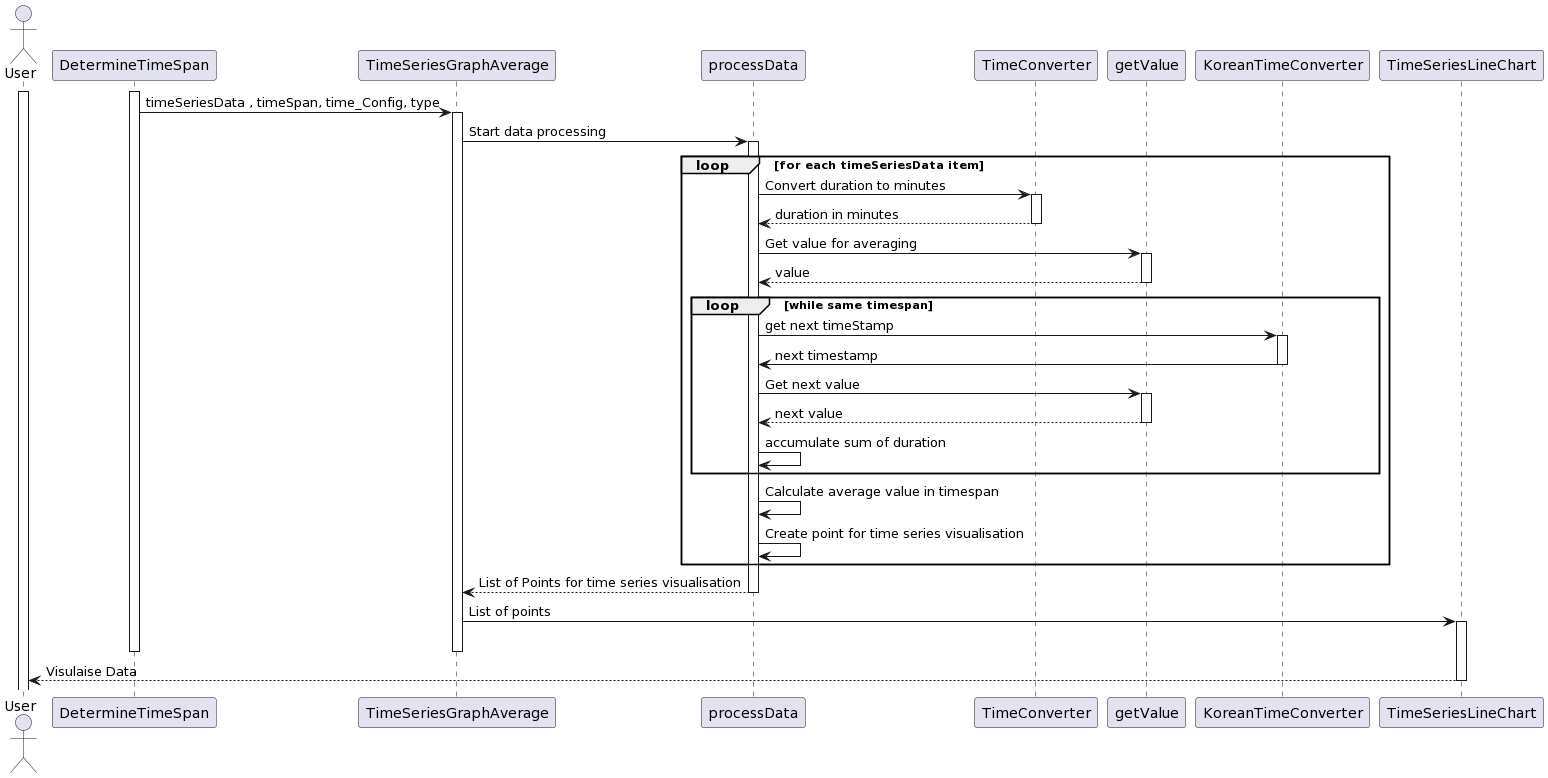 User
DetermineTimeSpan
TimeSeriesGraphAverage
processData
TimeConverter
getValue
KoreanTimeConverter
TimeSeriesLineChart
timeSeriesData , timeSpan, time_Config, type
Start data processing
loop
[for each timeSeriesData item]
Convert duration to minutes
duration in minutes
Get value for averaging
value
loop
[while same timespan]
get next timeStamp
next timestamp
Get next value
next value
accumulate sum of duration
Calculate average value in timespan
Create point for time series visualisation
List of Points for time series visualisation
List of points
Visulaise Data
User
DetermineTimeSpan
TimeSeriesGraphAverage
processData
TimeConverter
getValue
KoreanTimeConverter
TimeSeriesLineChart